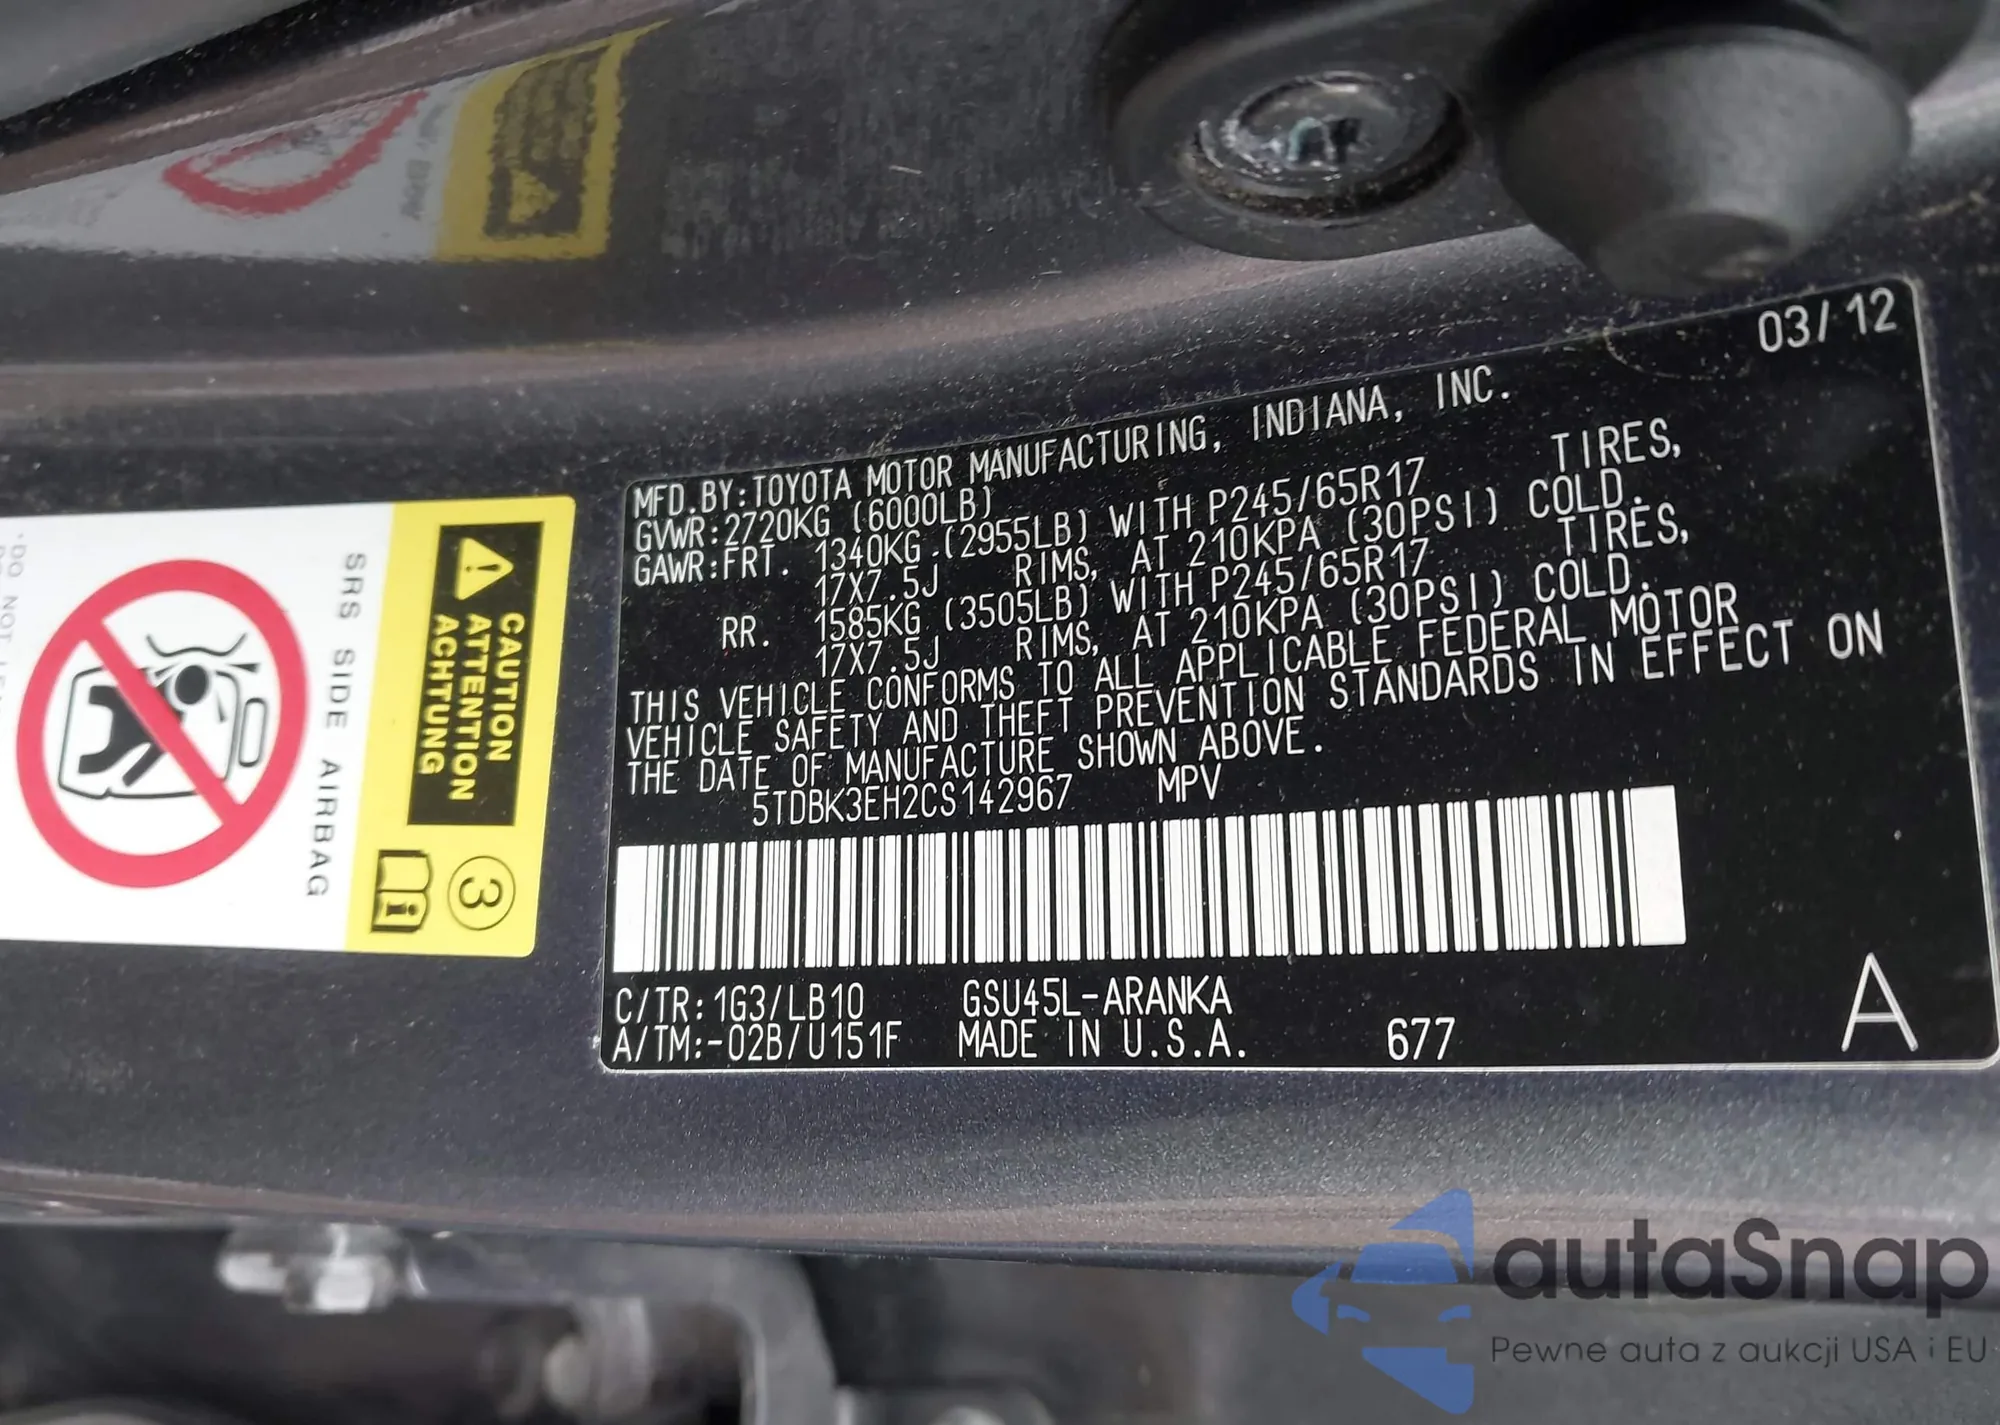 03/12
MFD.BY:TOYOTA MOTOR MANUFACTURING, INDIANA, INC.
GVWR:2720KG (6000LB)
GAWR:FRT. 1340KG (2955LB) WITH P245/65R17 TIRES,
17X7.5J RIMS, AT 210KPA (30PSI) COLD.
RR. 1585KG (3505LB) WITH P245/65R17 TIRES,
17X7.5J RIMS, AT 210KPA (30PSI) COLD.
THIS VEHICLE CONFORMS TO ALL APPLICABLE FEDERAL MOTOR
VEHICLE SAFETY AND THEFT PREVENTION STANDARDS IN EFFECT ON
THE DATE OF MANUFACTURE SHOWN ABOVE.
5TDBK3EH2CS142967 MPV
C/TR:1G3/LB10 GSU45L-ARANKA
A/TM:-02B/U151F MADE IN U.S.A. 677
A
CAUTION
ATTENTION
ACHTUNG
3
SRS SIDE AIRBAG
DO NOT
autaSnap
Pewne auta z aukcji USA i EU